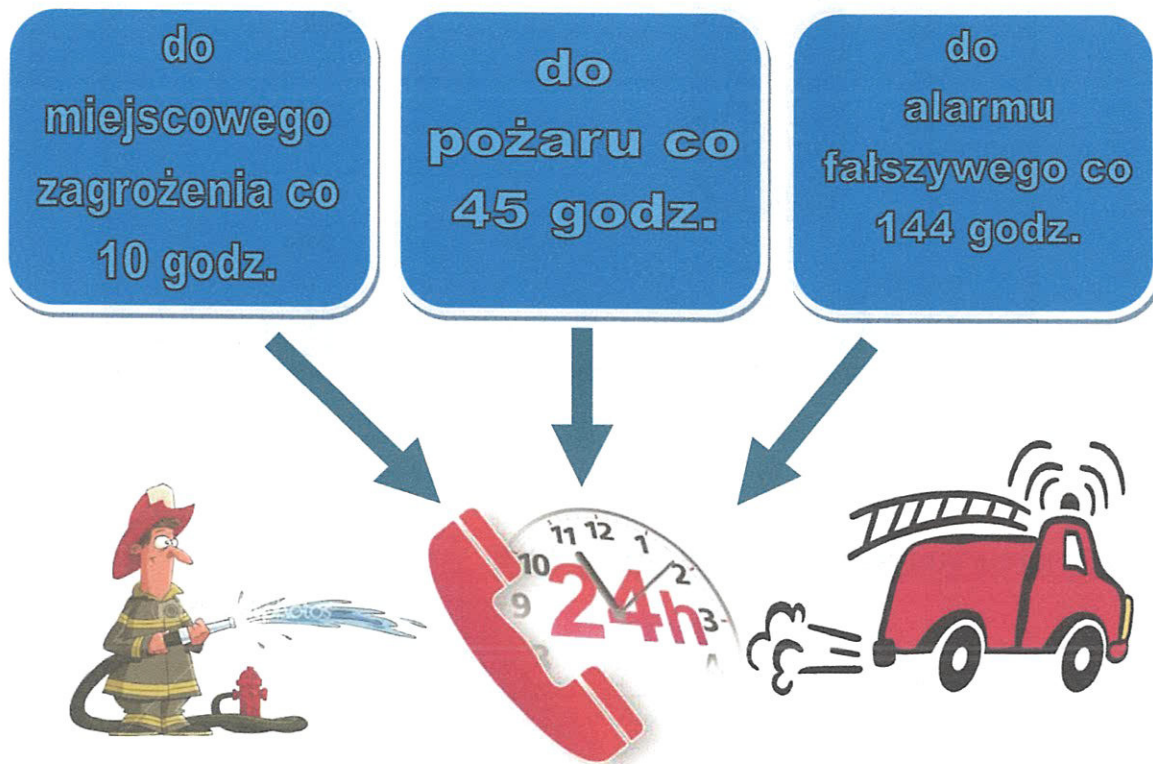 do
miejscowego
zagrożenia co
10 godz.
do
pożaru co
45 godz.
do
alarmu
fałszywego co
144 godz.
11 12 1
10 2
9 3
24h